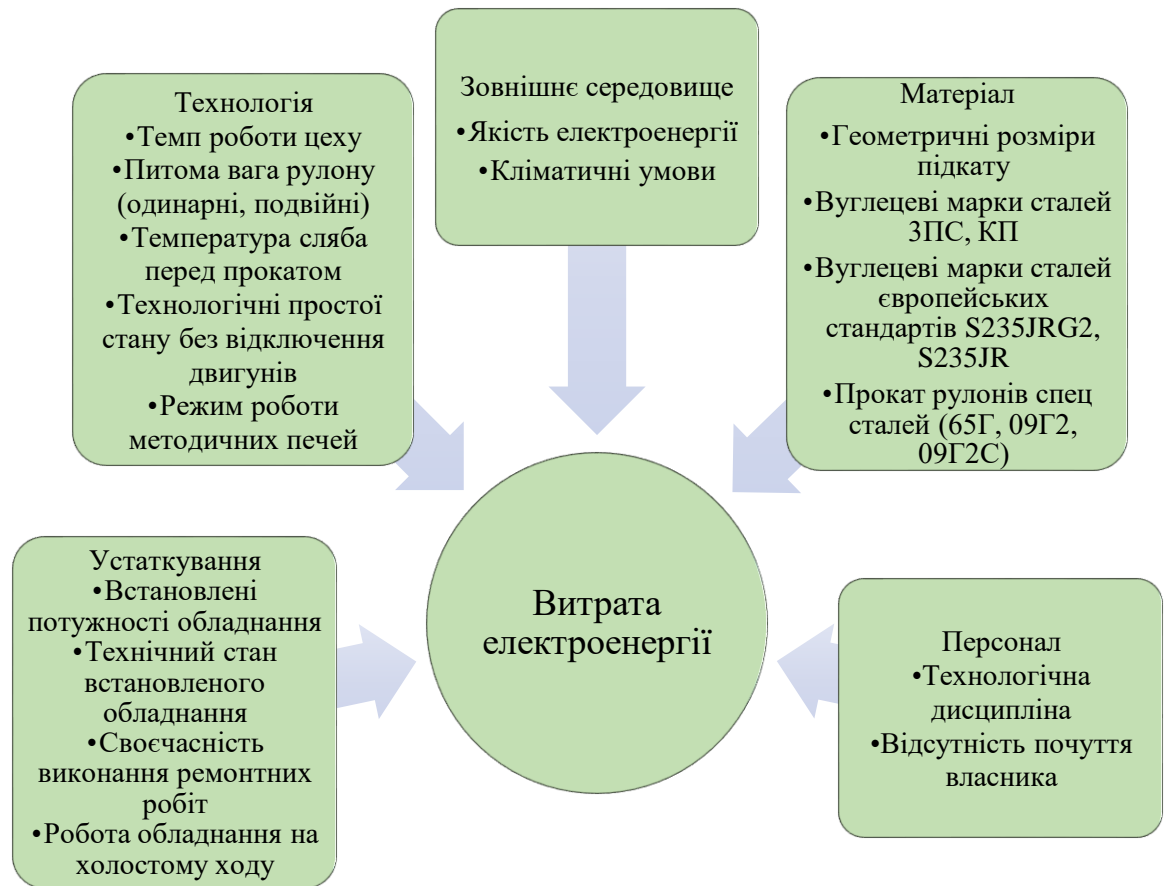 Технологія
•Темп роботи цеху
•Питома вага рулону
(одинарні, подвійні)
•Температура сляба
перед прокатом
•Технологічні простої
стану без відключення
двигунів
•Режим роботи
методичних печей
Зовнішнє середовище
•Якість електроенергії
•Кліматичні умови
Матеріал
•Геометричні розміри
підкату
•Вуглецеві марки сталей
3ПС, КП
•Вуглецеві марки сталей
європейських
стандартів S235JRG2,
S235JR
•Прокат рулонів спец
сталей (65Г, 09Г2,
09Г2С)
Устаткування
•Встановлені
потужності обладнання
•Технічний стан
встановленого
обладнання
•Своєчасність
виконання ремонтних
робіт
•Робота обладнання на
холостому ходу
Витрата
електроенергії
Персонал
•Технологічна
дисципліна
•Відсутність почуття
власника